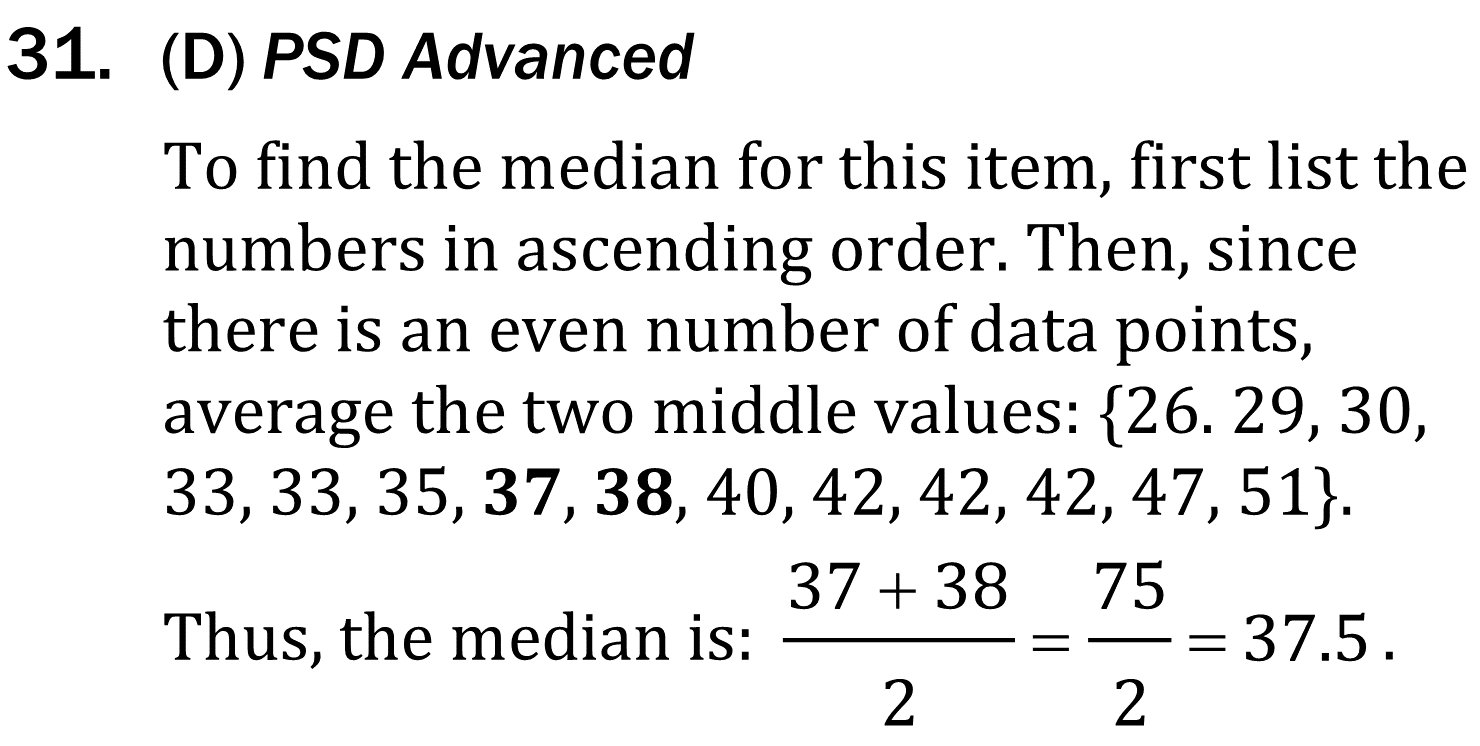 31. (D) PSD Advanced
To find the median for this item, first list the
numbers in ascending order. Then, since
there is an even number of data points,
average the two middle values: {26. 29, 30,
33, 33, 35, 37, 38, 40, 42, 42, 42, 47, 51}.
Thus, the median is: (37 + 38)/2 = 75/2 = 37.5 .